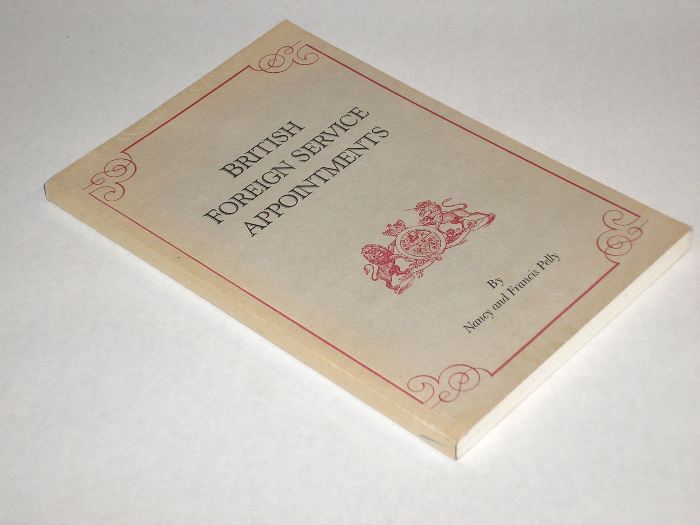 BRITISH
FOREIGN SERVICE
APPOINTMENTS
By
Nancy and Francis Pelly